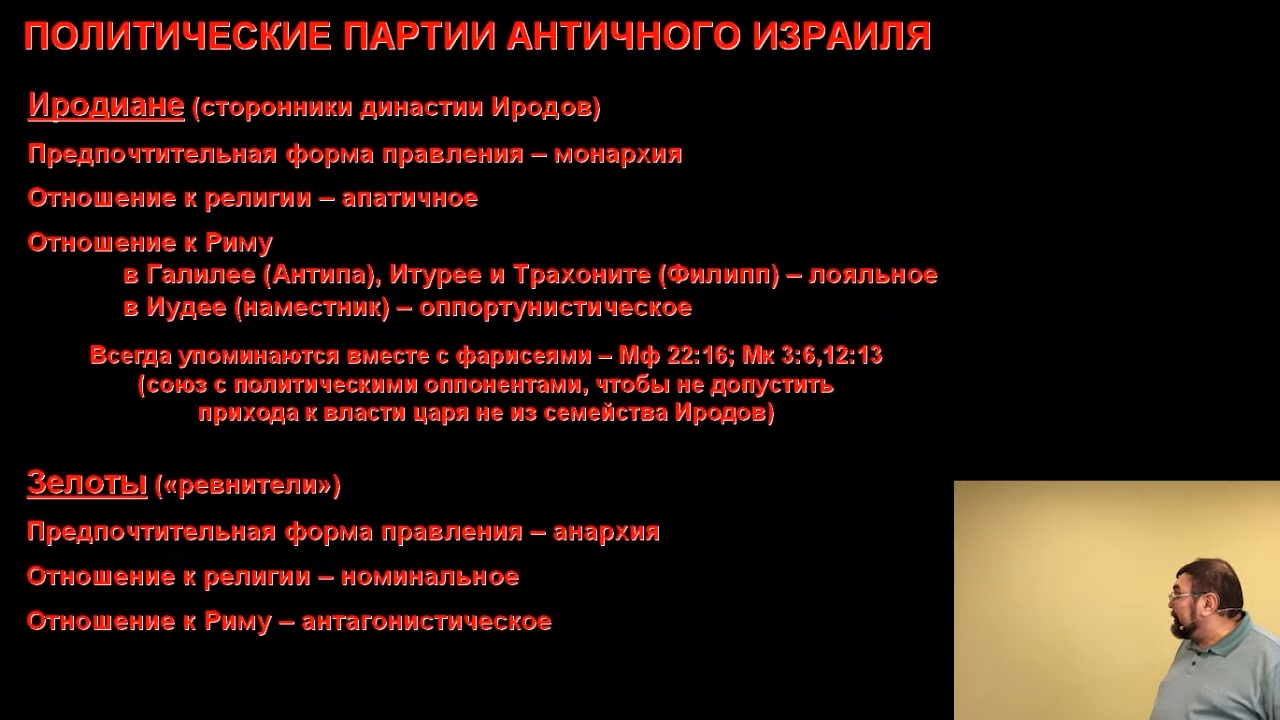 ПОЛИТИЧЕСКИЕ ПАРТИИ АНТИЧНОГО ИЗРАИЛЯ
Иродиане (сторонники династии Иродов)
Предпочтительная форма правления – монархия
Отношение к религии – апатичное
Отношение к Риму
в Галилее (Антипа), Итурее и Трахоните (Филипп) – лояльное
в Иудее (наместник) – оппортунистическое
Всегда упоминаются вместе с фарисеями – Мф 22:16; Мк 3:6,12:13
(союз с политическими оппонентами, чтобы не допустить
прихода к власти царя не из семейства Иродов)
Зелоты («ревнители»)
Предпочтительная форма правления – анархия
Отношение к религии – номинальное
Отношение к Риму – антагонистическое